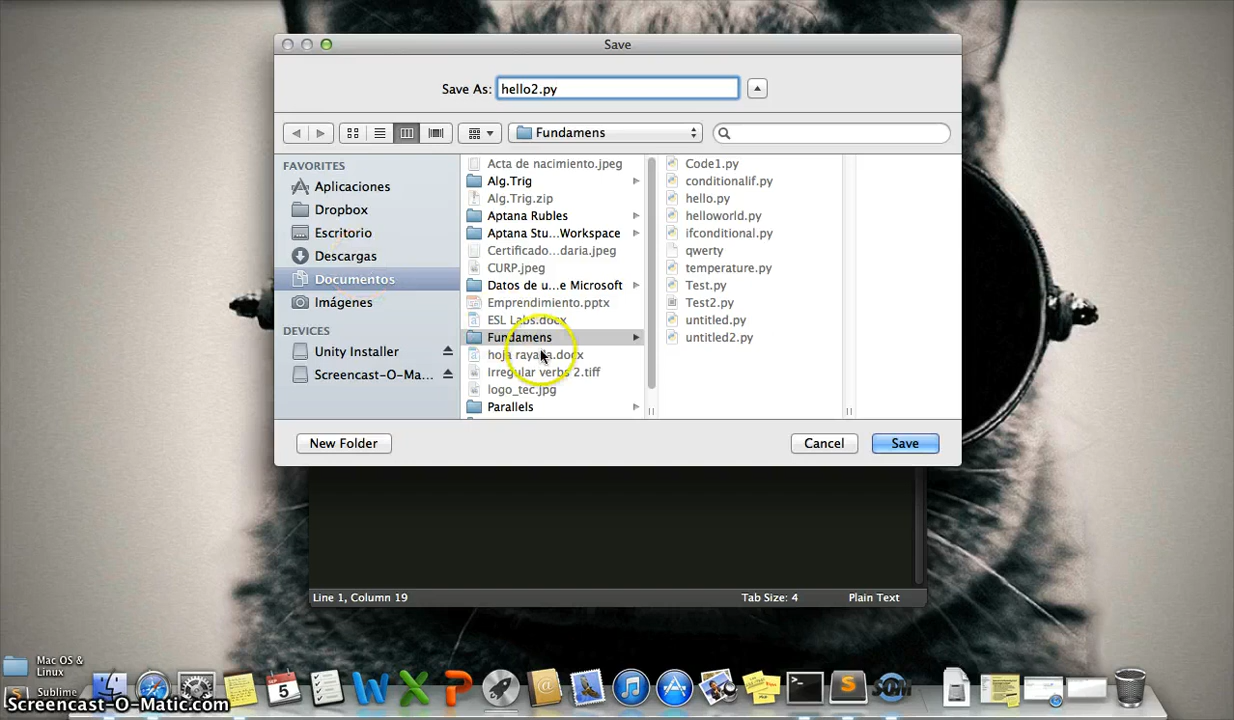 Save
Save As: hello2.py
Fundamens
FAVORITES
Aplicaciones
Dropbox
Escritorio
Descargas
Documentos
Imágenes
DEVICES
Unity Installer
Screencast-O-Ma...
Acta de nacimiento.jpeg
Alg.Trig
Alg.Trig.zip
Aptana Rubles
Aptana Stu...Workspace
Certificado...daria.jpeg
CURP.jpeg
Datos de u...e Microsoft
Emprendimiento.pptx
ESL Labs.docx
Fundamens
hoja rayada.docx
Irregular verbs 2.tiff
logo_tec.jpg
Parallels
Code1.py
conditionalif.py
hello.py
helloworld.py
ifconditional.py
qwerty
temperature.py
Test.py
Test2.py
untitled.py
untitled2.py
New Folder
Cancel
Save
Line 1, Column 19
Tab Size: 4
Plain Text
Mac OS &
Linux
Sublime
SEP
5
Screencast-O-Matic.com
SOM